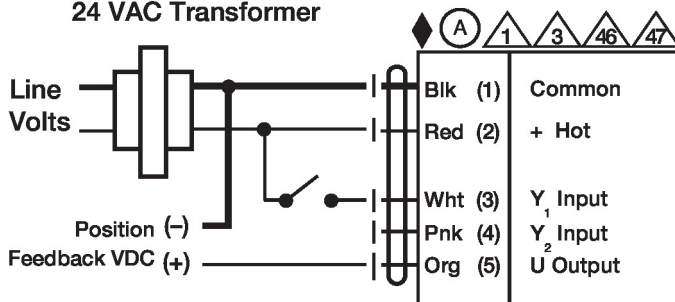 24 VAC Transformer
A 1 3 46 47
Line
Volts
Blk (1) Common
Red (2) + Hot
Wht (3) Y1 Input
Position (–)
Pnk (4) Y2 Input
Feedback VDC (+)
Org (5) U Output